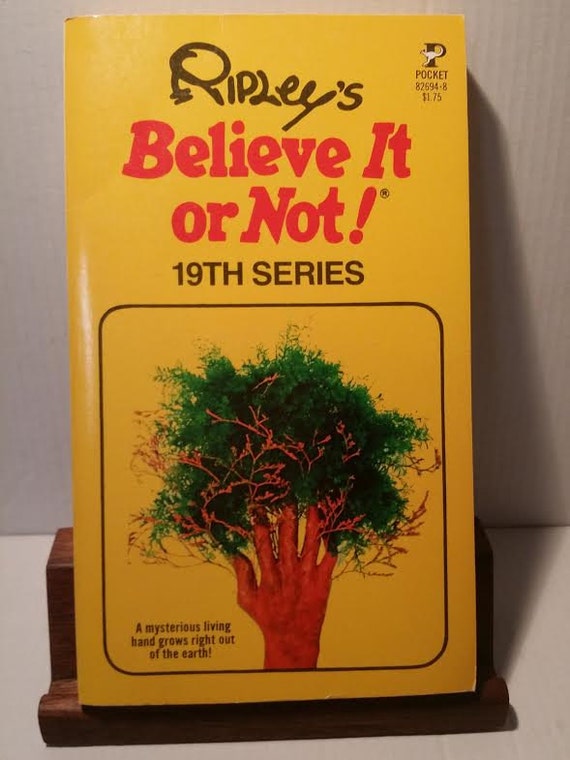 RIPLEY'S
Believe It
or Not!®
19TH SERIES
P
POCKET
82694-8
$1.75
A mysterious living
hand grows right out
of the earth!